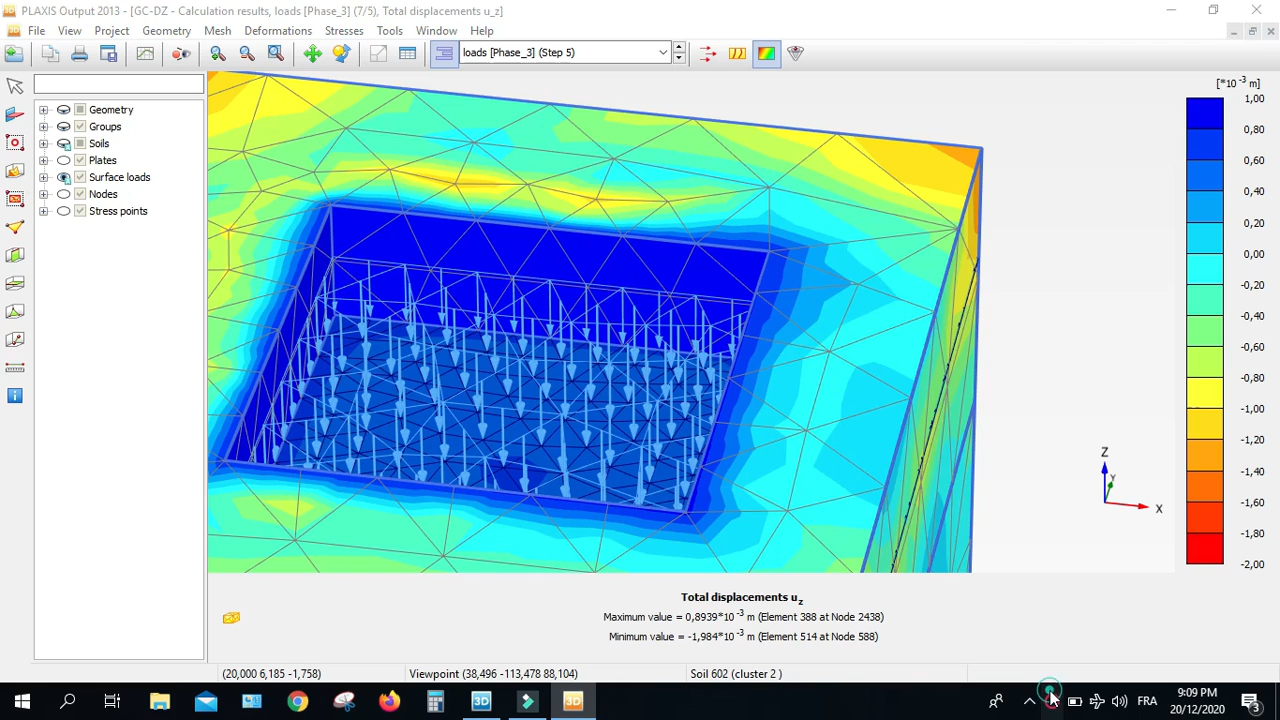 PLAXIS Output 2013 - [GC-DZ - Calculation results, loads [Phase_3] (7/5), Total displacements u_z]
File View Project Geometry Mesh Deformations Stresses Tools Window Help
loads [Phase_3] (Step 5)
Geometry
Groups
Soils
Plates
Surface loads
Nodes
Stress points
[*10 -3 m]
1,00
0,80
0,60
0,40
0,20
0,00
-0,20
-0,40
-0,60
-0,80
-1,00
-1,20
-1,40
-1,60
-1,80
-2,00
Z
Y
X
Total displacements uz
Maximum value = 0,8939*10 -3 m (Element 388 at Node 2438)
Minimum value = -1,984*10 -3 m (Element 514 at Node 588)
(20,000 6,185 -1,758) Viewpoint (38,496 -113,478 88,104) Soil 602 (cluster 2 )
3D 3D FRA 9:09 PM
20/12/2020
3